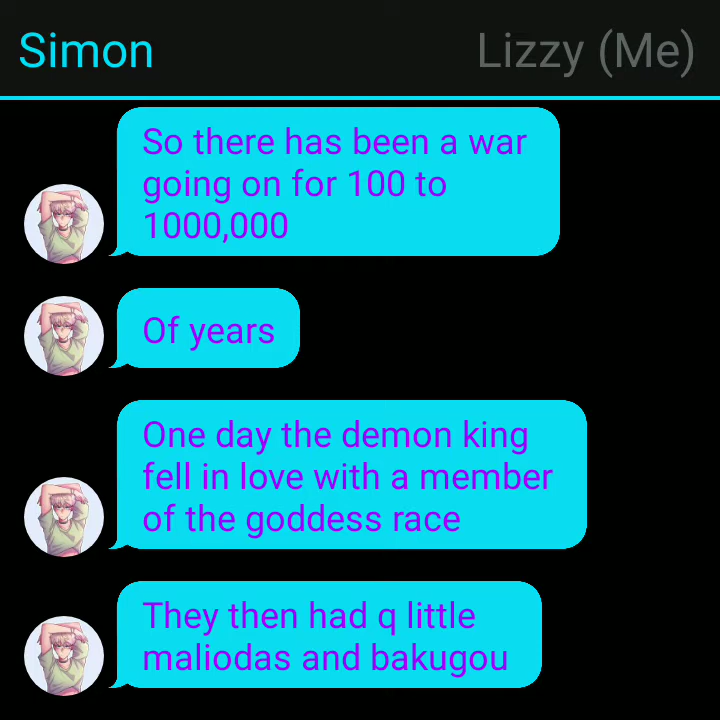 Simon
Lizzy (Me)
So there has been a war
going on for 100 to
1000,000
Of years
One day the demon king
fell in love with a member
of the goddess race
They then had q little
maliodas and bakugou